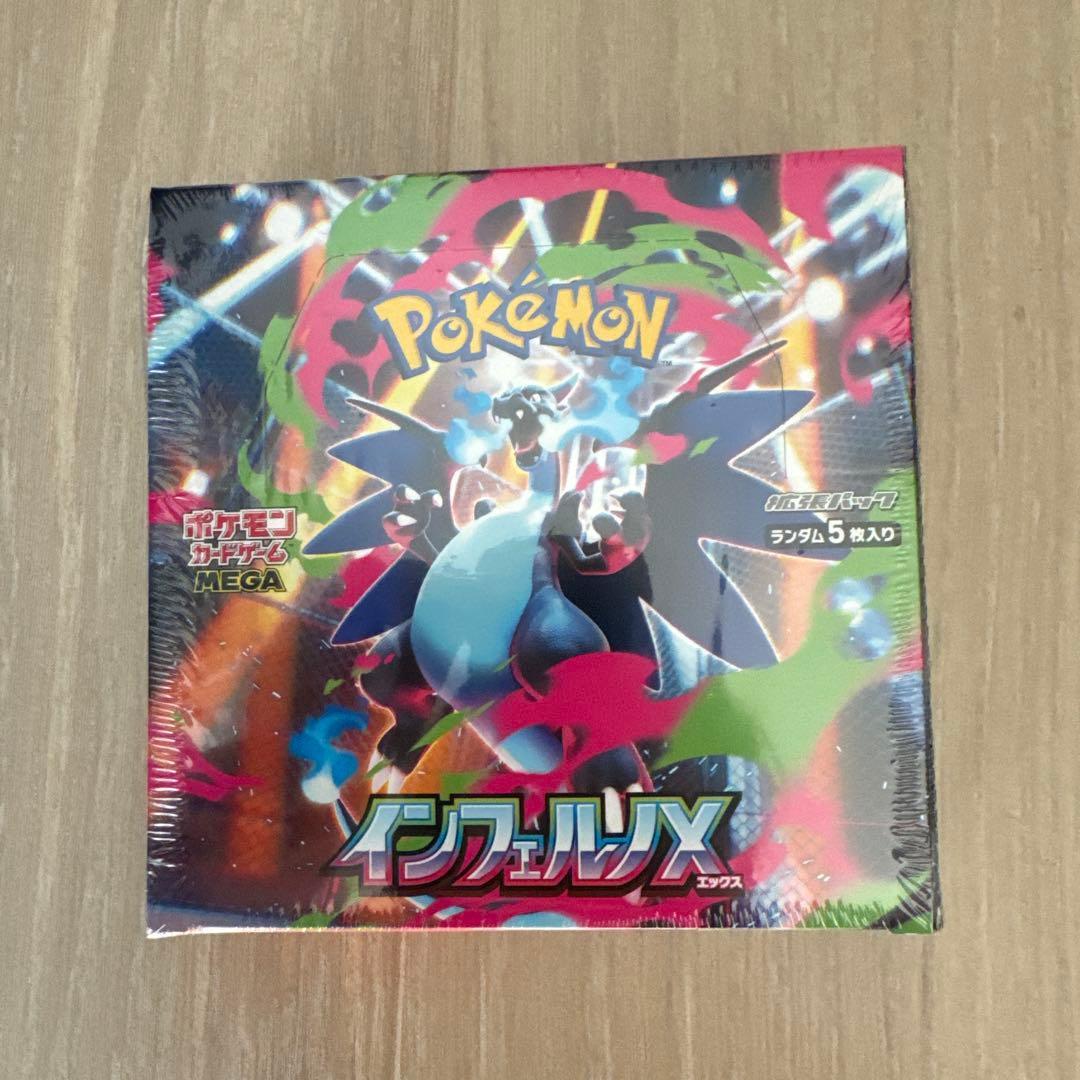 POKéMON
TM
ポケモン
カードゲーム
MEGA
拡張パック
ランダム5枚入り
インフェルノX
エックス